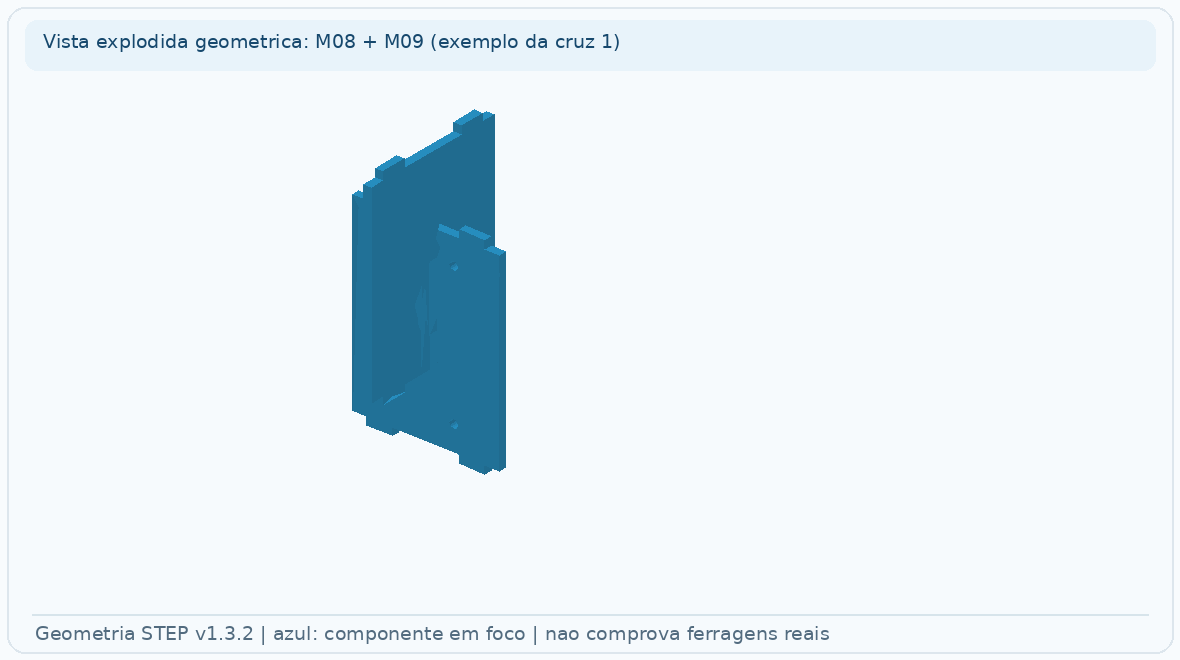 Vista explodida geometrica: M08 + M09 (exemplo da cruz 1)
Geometria STEP v1.3.2 | azul: componente em foco | nao comprova ferragens reais